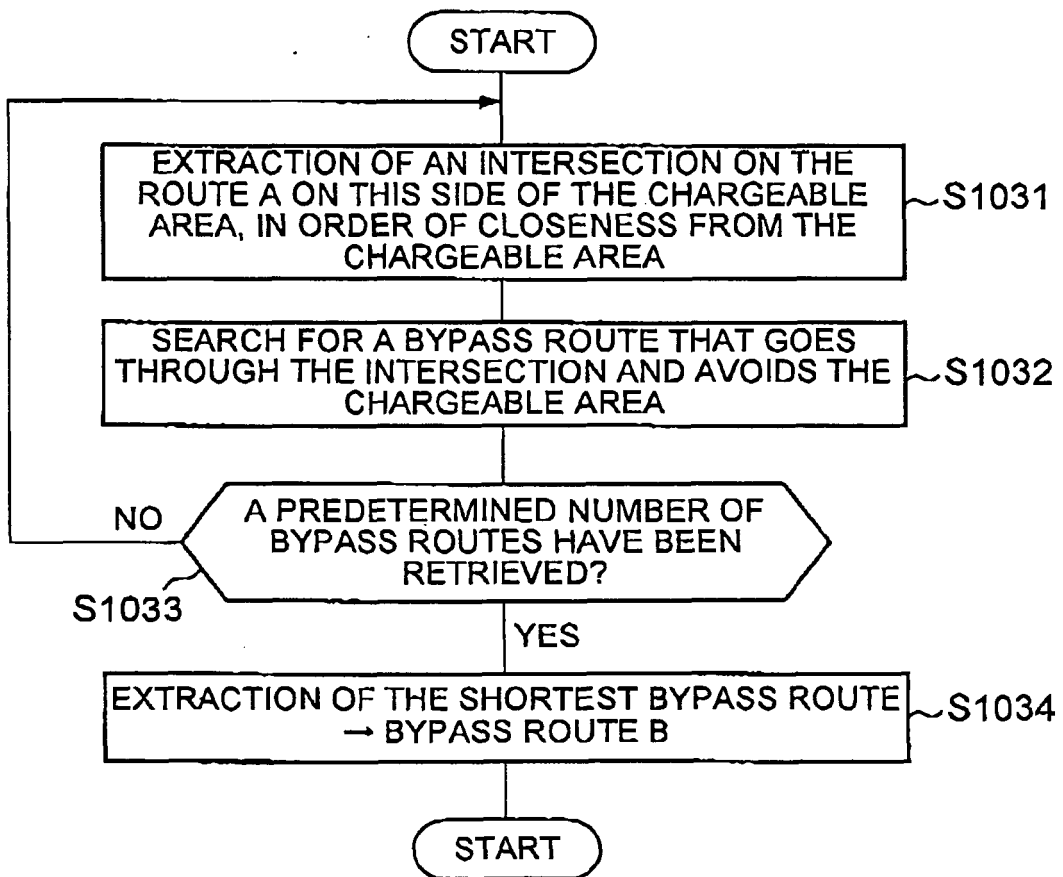 START
EXTRACTION OF AN INTERSECTION ON THE
ROUTE A ON THIS SIDE OF THE CHARGEABLE
AREA, IN ORDER OF CLOSENESS FROM THE
CHARGEABLE AREA
S1031
SEARCH FOR A BYPASS ROUTE THAT GOES
THROUGH THE INTERSECTION AND AVOIDS THE
CHARGEABLE AREA
S1032
NO
A PREDETERMINED NUMBER OF
BYPASS ROUTES HAVE BEEN
RETRIEVED?
S1033
YES
EXTRACTION OF THE SHORTEST BYPASS ROUTE
→ BYPASS ROUTE B
S1034
START